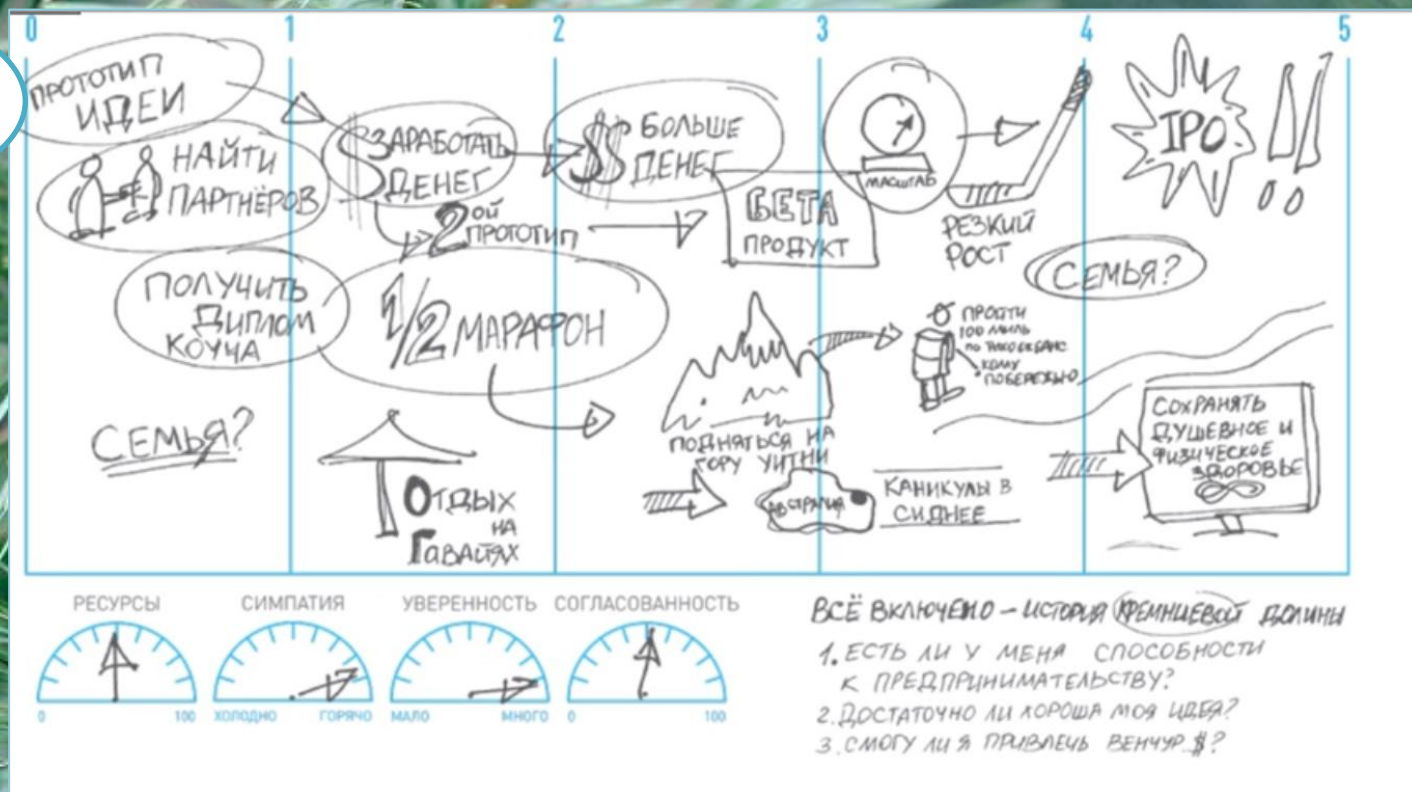 0 1 2 3 4 5
ПРОТОТИП
ИДЕИ
НАЙТИ
ПАРТНЁРОВ
$ ЗАРАБОТАТЬ
ДЕНЕГ
$$ БОЛЬШЕ
ДЕНЕГ
МАСШТАБ
РЕЗКИЙ
РОСТ
IPO !!
2ОЙ
ПРОТОТИП
БЕТА
ПРОДУКТ
СЕМЬЯ?
ПОЛУЧИТЬ
ДИПЛОМ
КОУЧА
1/2 МАРАФОН
ПОДНЯТЬСЯ НА
ГОРУ УИТНИ
ПРОЙТИ
100 МИЛЬ
ПО ТИХООКЕАНС
КОМУ
ПОБЕРЕЖЬЮ
СЕМЬЯ?
ОТДЫХ
НА
ГАВАЙЯХ
АВСТРАЛИЯ
КАНИКУЛЫ В
СИДНЕЕ
СОХРАНЯТЬ
ДУШЕВНОЕ И
ФИЗИЧЕСКОЕ
ЗДОРОВЬЕ
РЕСУРСЫ
0 100
СИМПАТИЯ
ХОЛОДНО ГОРЯЧО
УВЕРЕННОСТЬ
МАЛО МНОГО
СОГЛАСОВАННОСТЬ
0 100
ВСЁ ВКЛЮЧЕНО – ИСТОРИЯ КРЕМНИЕВОЙ ДОЛИНЫ
1. ЕСТЬ ЛИ У МЕНЯ СПОСОБНОСТИ
К ПРЕДПРИНИМАТЕЛЬСТВУ?
2. ДОСТАТОЧНО ЛИ ХОРОША МОЯ ИДЕЯ?
3. СМОГУ ЛИ Я ПРИВЛЕЧЬ ВЕНЧУР $?